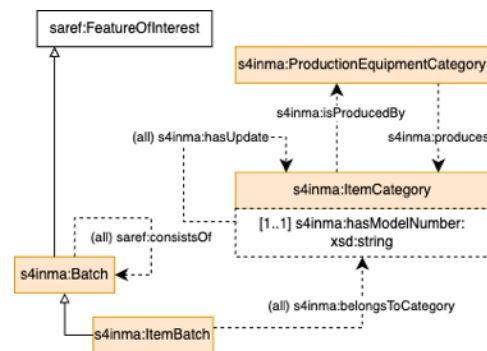 saref:FeatureOfInterest
s4inma:ProductionEquipmentCategory
s4inma:isProducedBy
(all) s4inma:hasUpdate
s4inma:produces
s4inma:ItemCategory
[1..1] s4inma:hasModelNumber:
xsd:string
(all) saref:consistsOf
s4inma:Batch
(all) s4inma:belongsToCategory
s4inma:ItemBatch